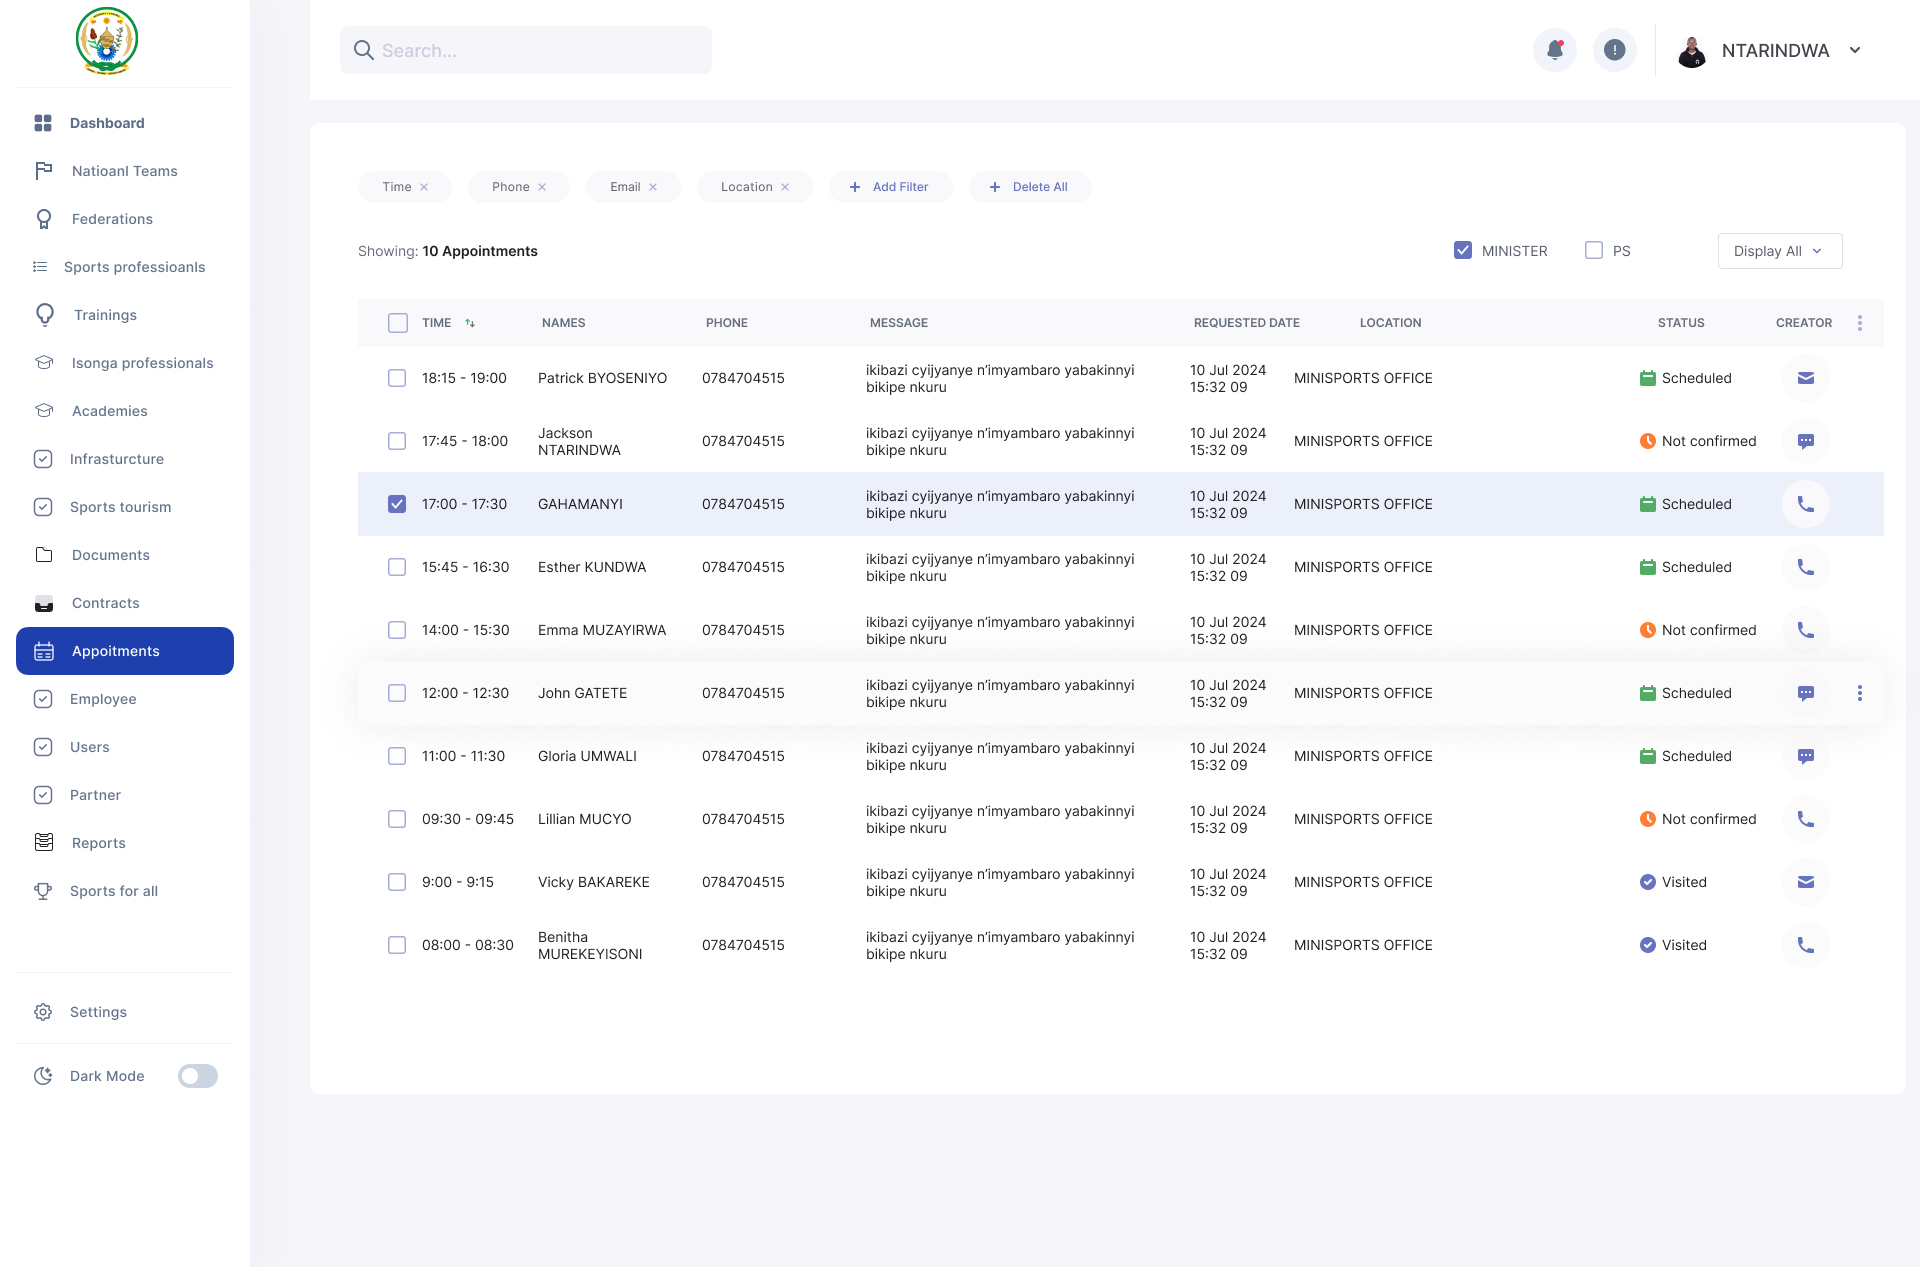 Search...
NTARINDWA
Dashboard
Natioanl Teams
Federations
Sports professioanls
Trainings
Isonga professionals
Academies
Infrasturcture
Sports tourism
Documents
Contracts
Appoitments
Employee
Users
Partner
Reports
Sports for all
Settings
Dark Mode
Time
Phone
Email
Location
Add Filter
Delete All
Showing: 10 Appointments
MINISTER
PS
Display All
TIME NAMES PHONE MESSAGE REQUESTED DATE LOCATION STATUS CREATOR
18:15 - 19:00 Patrick BYOSENIYO 0784704515 ikibazi cyijyanye n’imyambaro yabakinnyi
bikipe nkuru 10 Jul 2024
15:32 09 MINISPORTS OFFICE Scheduled
17:45 - 18:00 Jackson
NTARINDWA 0784704515 ikibazi cyijyanye n’imyambaro yabakinnyi
bikipe nkuru 10 Jul 2024
15:32 09 MINISPORTS OFFICE Not confirmed
17:00 - 17:30 GAHAMANYI 0784704515 ikibazi cyijyanye n’imyambaro yabakinnyi
bikipe nkuru 10 Jul 2024
15:32 09 MINISPORTS OFFICE Scheduled
15:45 - 16:30 Esther KUNDWA 0784704515 ikibazi cyijyanye n’imyambaro yabakinnyi
bikipe nkuru 10 Jul 2024
15:32 09 MINISPORTS OFFICE Scheduled
14:00 - 15:30 Emma MUZAYIRWA 0784704515 ikibazi cyijyanye n’imyambaro yabakinnyi
bikipe nkuru 10 Jul 2024
15:32 09 MINISPORTS OFFICE Not confirmed
12:00 - 12:30 John GATETE 0784704515 ikibazi cyijyanye n’imyambaro yabakinnyi
bikipe nkuru 10 Jul 2024
15:32 09 MINISPORTS OFFICE Scheduled
11:00 - 11:30 Gloria UMWALI 0784704515 ikibazi cyijyanye n’imyambaro yabakinnyi
bikipe nkuru 10 Jul 2024
15:32 09 MINISPORTS OFFICE Scheduled
09:30 - 09:45 Lillian MUCYO 0784704515 ikibazi cyijyanye n’imyambaro yabakinnyi
bikipe nkuru 10 Jul 2024
15:32 09 MINISPORTS OFFICE Not confirmed
9:00 - 9:15 Vicky BAKAREKE 0784704515 ikibazi cyijyanye n’imyambaro yabakinnyi
bikipe nkuru 10 Jul 2024
15:32 09 MINISPORTS OFFICE Visited
08:00 - 08:30 Benitha
MUREKEYISONI 0784704515 ikibazi cyijyanye n’imyambaro yabakinnyi
bikipe nkuru 10 Jul 2024
15:32 09 MINISPORTS OFFICE Visited